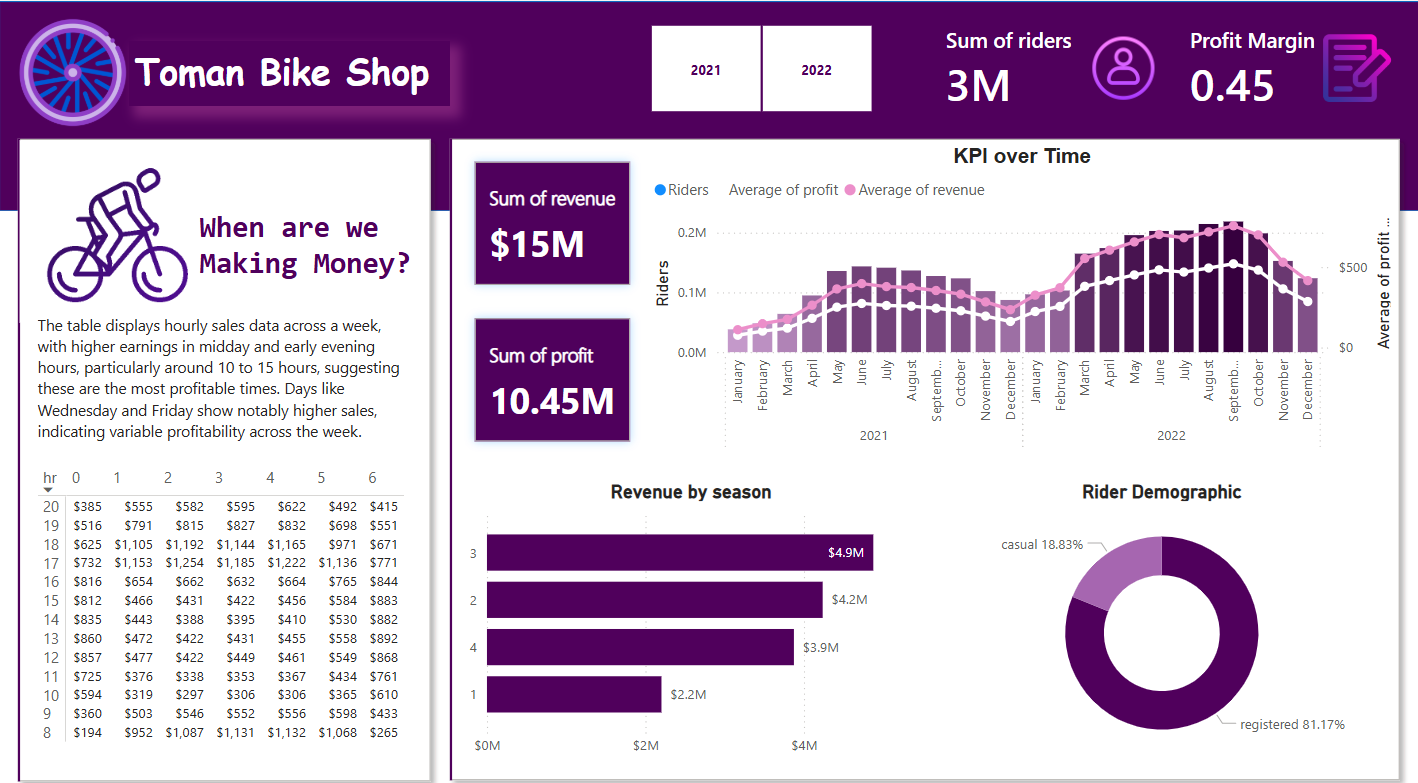 Toman Bike Shop
2021
2022
Sum of riders
3M
Profit Margin
0.45
When are we
Making Money?
The table displays hourly sales data across a week,
with higher earnings in midday and early evening
hours, particularly around 10 to 15 hours, suggesting
these are the most profitable times. Days like
Wednesday and Friday show notably higher sales,
indicating variable profitability across the week.
hr 0 1 2 3 4 5 6
20 $385 $555 $582 $595 $622 $492 $415
19 $516 $791 $815 $827 $832 $698 $551
18 $625 $1,105 $1,192 $1,144 $1,165 $971 $671
17 $732 $1,153 $1,254 $1,185 $1,222 $1,136 $771
16 $816 $654 $662 $632 $664 $765 $844
15 $812 $466 $431 $422 $456 $584 $883
14 $835 $443 $388 $395 $410 $530 $882
13 $860 $472 $422 $431 $455 $558 $892
12 $857 $477 $422 $449 $461 $549 $868
11 $725 $376 $338 $353 $367 $434 $761
10 $594 $319 $297 $306 $306 $365 $610
9 $360 $503 $546 $552 $556 $598 $433
8 $194 $952 $1,087 $1,131 $1,132 $1,068 $265
Sum of revenue
$15M
Sum of profit
10.45M
KPI over Time
Riders Average of profit Average of revenue
Riders
0.2M
0.1M
0.0M
$500
$0
Average of profit ...
January
February
March
April
May
June
July
August
Septemb...
October
November
December
January
February
March
April
May
June
July
August
Septemb...
October
November
December
2021
2022
Revenue by season
3 $4.9M
2 $4.2M
4 $3.9M
1 $2.2M
$0M $2M $4M
Rider Demographic
casual 18.83%
registered 81.17%